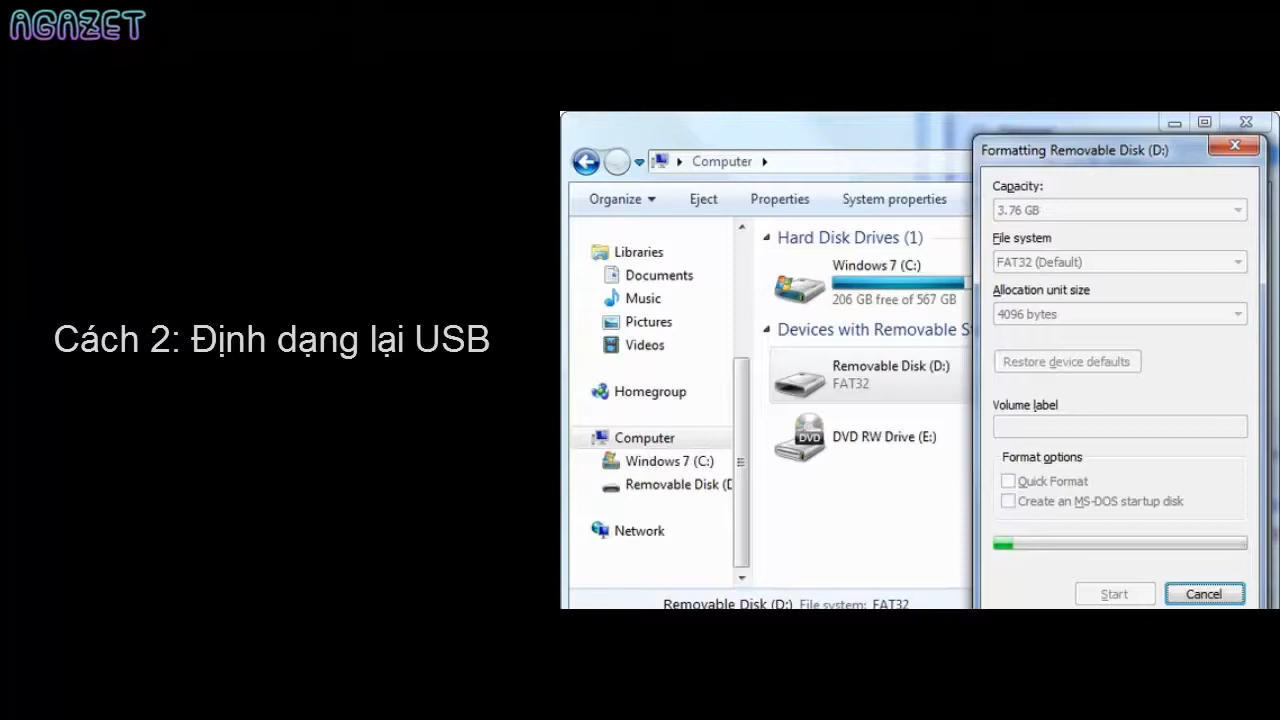 AGAZET
Cách 2: Định dạng lại USB
Computer
Organize
Eject
Properties
System properties
Libraries
Documents
Music
Pictures
Videos
Homegroup
Computer
Windows 7 (C:)
Removable Disk (D
Network
Hard Disk Drives (1)
Windows 7 (C:)
206 GB free of 567 GB
Devices with Removable S
Removable Disk (D:)
FAT32
DVD RW Drive (E:)
Removable Disk (D:) File system: FAT32
Formatting Removable Disk (D:)
Capacity:
3.76 GB
File system
FAT32 (Default)
Allocation unit size
4096 bytes
Restore device defaults
Volume label
Format options
Quick Format
Create an MS-DOS startup disk
Start
Cancel